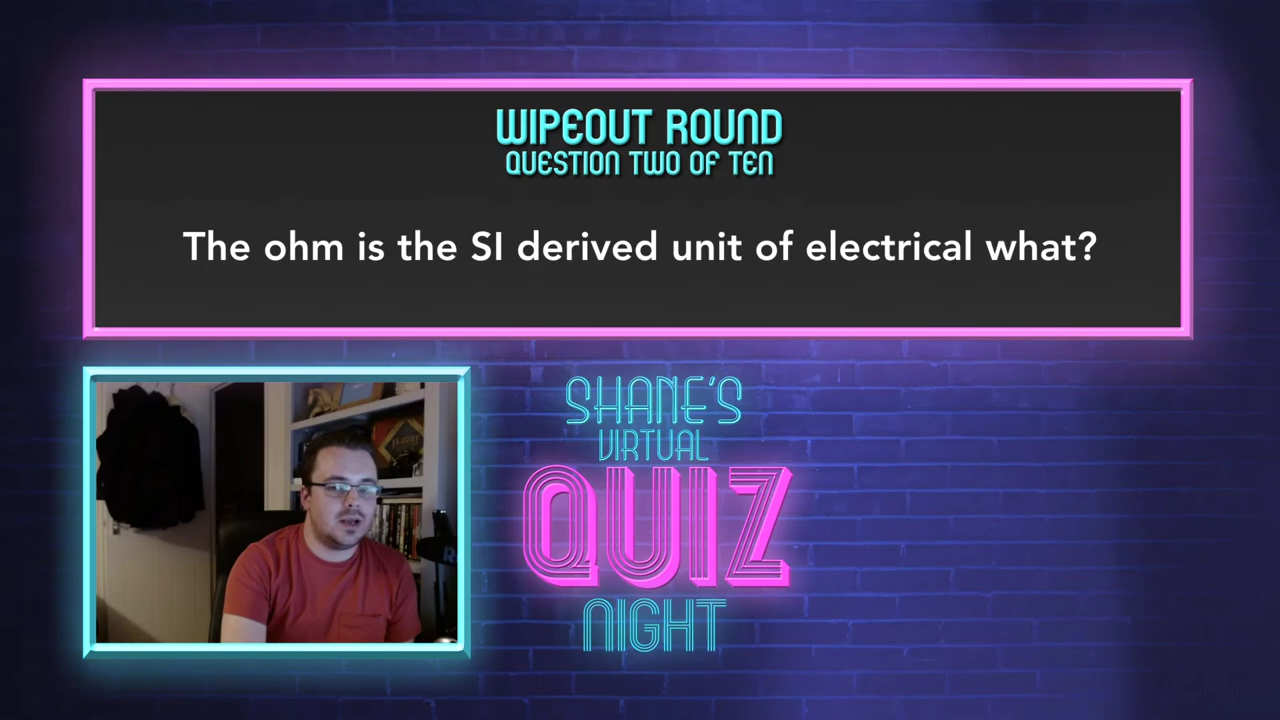 WIPEOUT ROUND
QUESTION TWO OF TEN
The ohm is the SI derived unit of electrical what?
SHANE'S
VIRTUAL
QUIZ
NIGHT